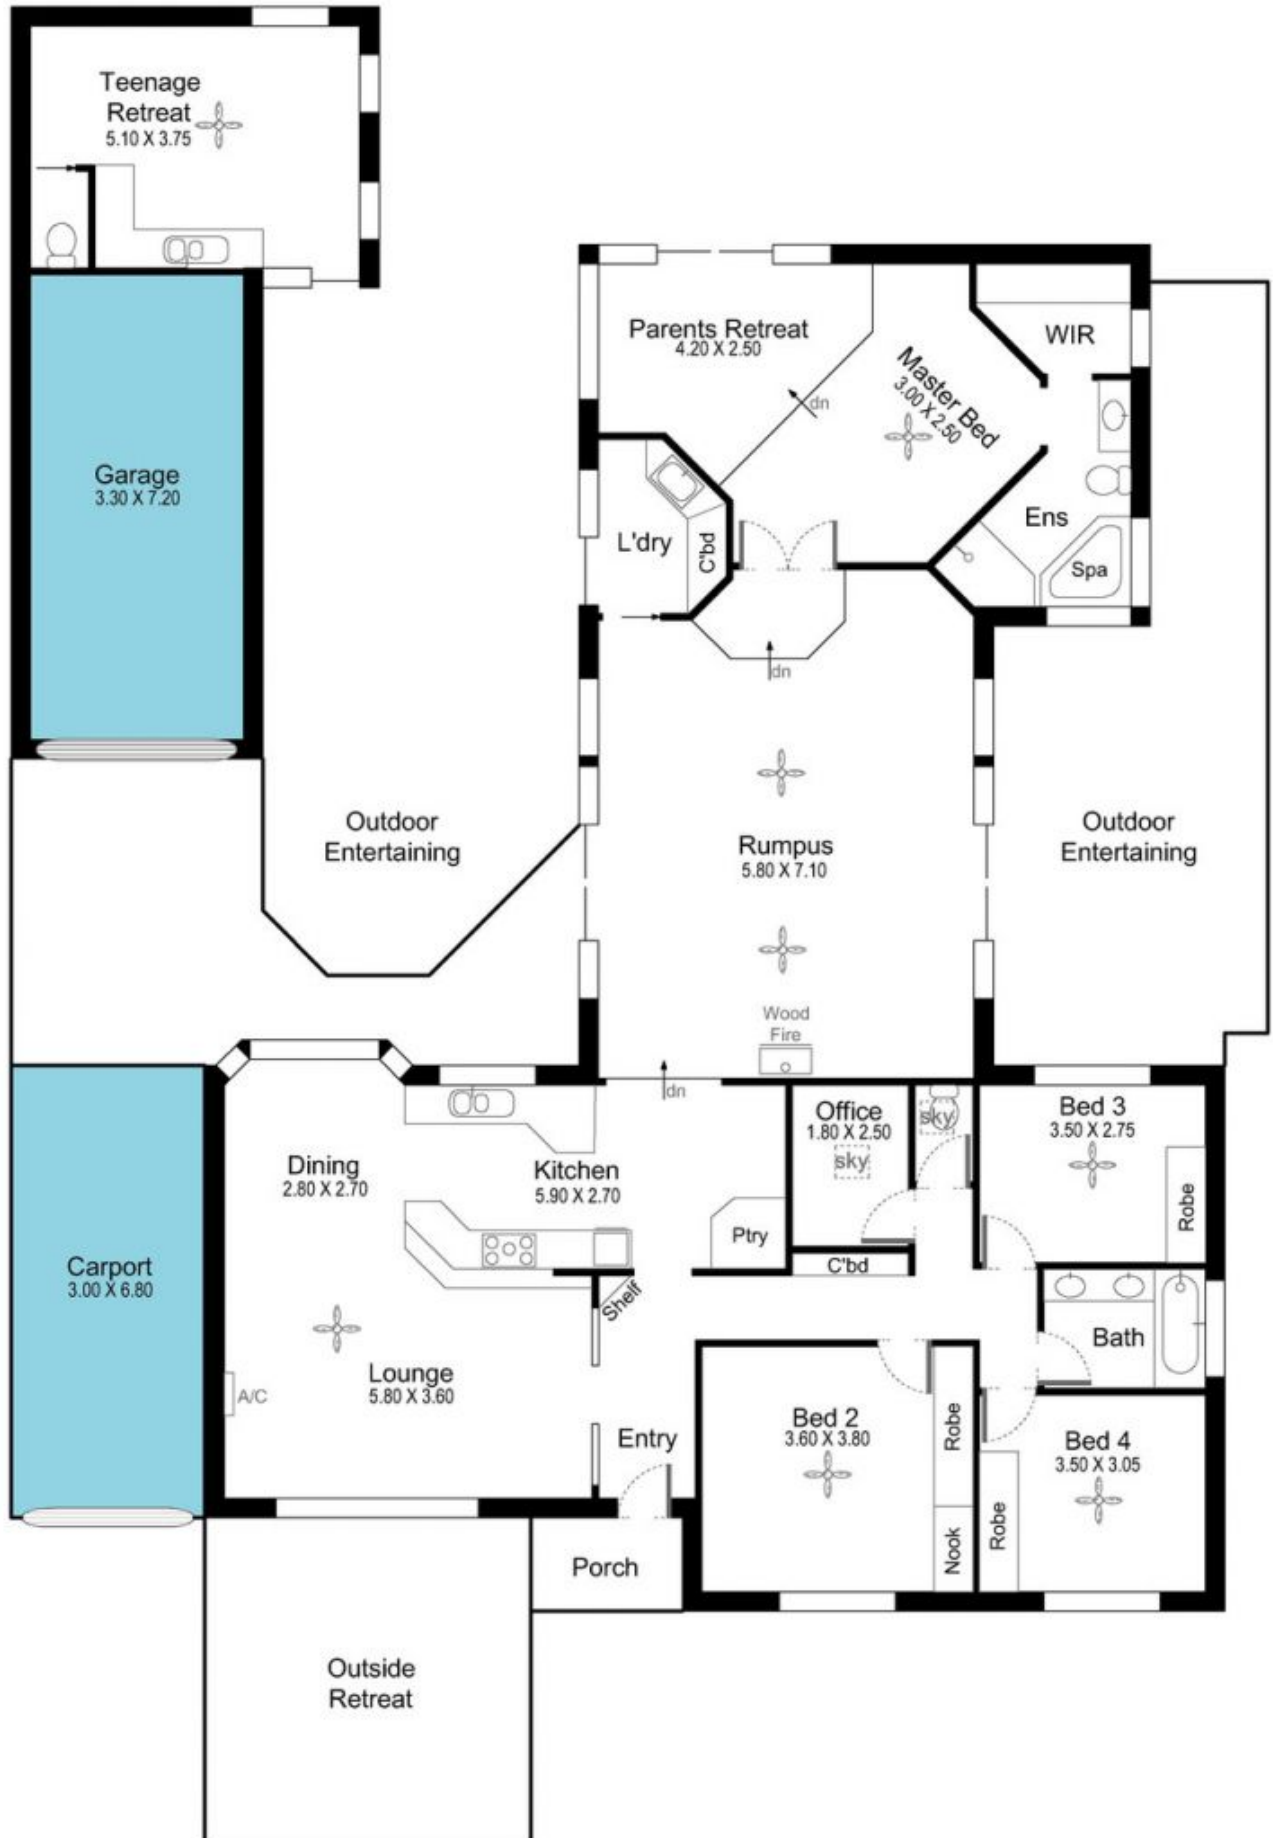 Teenage
Retreat
5.10 X 3.75
Parents Retreat
4.20 X 2.50
WIR
Master Bed
3.00 X 2.50
dn
Garage
3.30 X 7.20
L'dry
C'bd
Ens
Spa
dn
Outdoor
Entertaining
Rumpus
5.80 X 7.10
Outdoor
Entertaining
Wood
Fire
dn
Office
1.80 X 2.50
sky
sky
Bed 3
3.50 X 2.75
Robe
Dining
2.80 X 2.70
Kitchen
5.90 X 2.70
Ptry
C'bd
Carport
3.00 X 6.80
Shelf
Bath
Lounge
5.80 X 3.60
A/C
Entry
Bed 2
3.60 X 3.80
Robe
Nook
Bed 4
3.50 X 3.05
Robe
Porch
Outside
Retreat